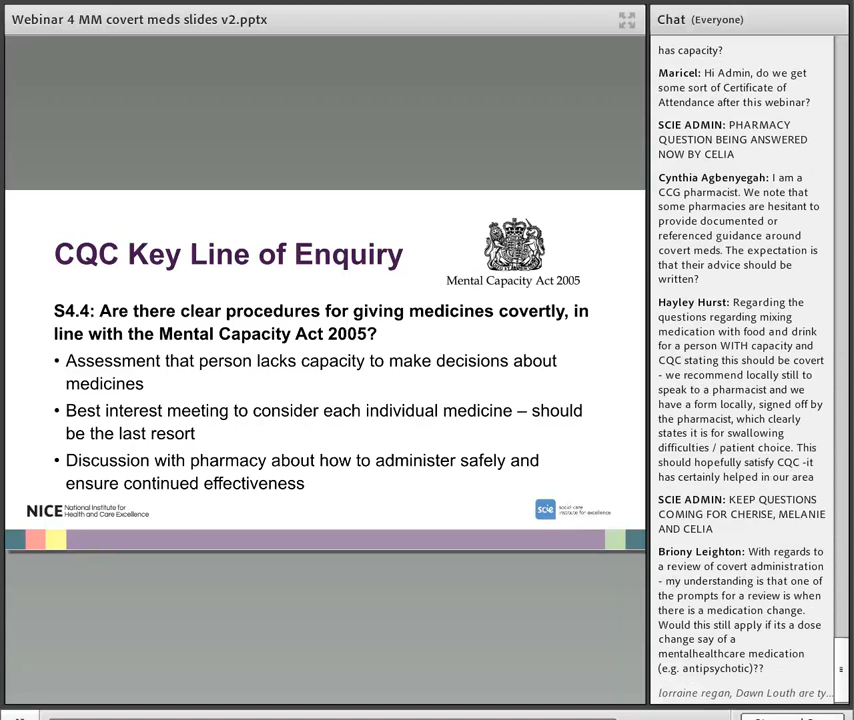 Webinar 4 MM covert meds slides v2.pptx
CQC Key Line of Enquiry
Mental Capacity Act 2005
S4.4: Are there clear procedures for giving medicines covertly, in
line with the Mental Capacity Act 2005?
• Assessment that person lacks capacity to make decisions about
medicines
• Best interest meeting to consider each individual medicine – should
be the last resort
• Discussion with pharmacy about how to administer safely and
ensure continued effectiveness
NICE National Institute for
Health and Care Excellence
scie social care
institute for excellence
Chat (Everyone)
has capacity?
Maricel: Hi Admin, do we get
some sort of Certificate of
Attendance after this webinar?
SCIE ADMIN: PHARMACY
QUESTION BEING ANSWERED
NOW BY CELIA
Cynthia Agbenyegah: I am a
CCG pharmacist. We note that
some pharmacies are hesitant to
provide documented or
referenced guidance around
covert meds. The expectation is
that their advice should be
written?
Hayley Hurst: Regarding the
questions regarding mixing
medication with food and drink
for a person WITH capacity and
CQC stating this should be covert
- we recommend locally still to
speak to a pharmacist and we
have a form locally, signed off by
the pharmacist, which clearly
states it is for swallowing
difficulties / patient choice. This
should hopefully satisfy CQC -it
has certainly helped in our area
SCIE ADMIN: KEEP QUESTIONS
COMING FOR CHERISE, MELANIE
AND CELIA
Briony Leighton: With regards to
a review of covert administration
- my understanding is that one of
the prompts for a review is when
there is a medication change.
Would this still apply if its a dose
change say of a
mentalhealthcare medication
(e.g. antipsychotic)??
lorraine regan, Dawn Louth are ty...